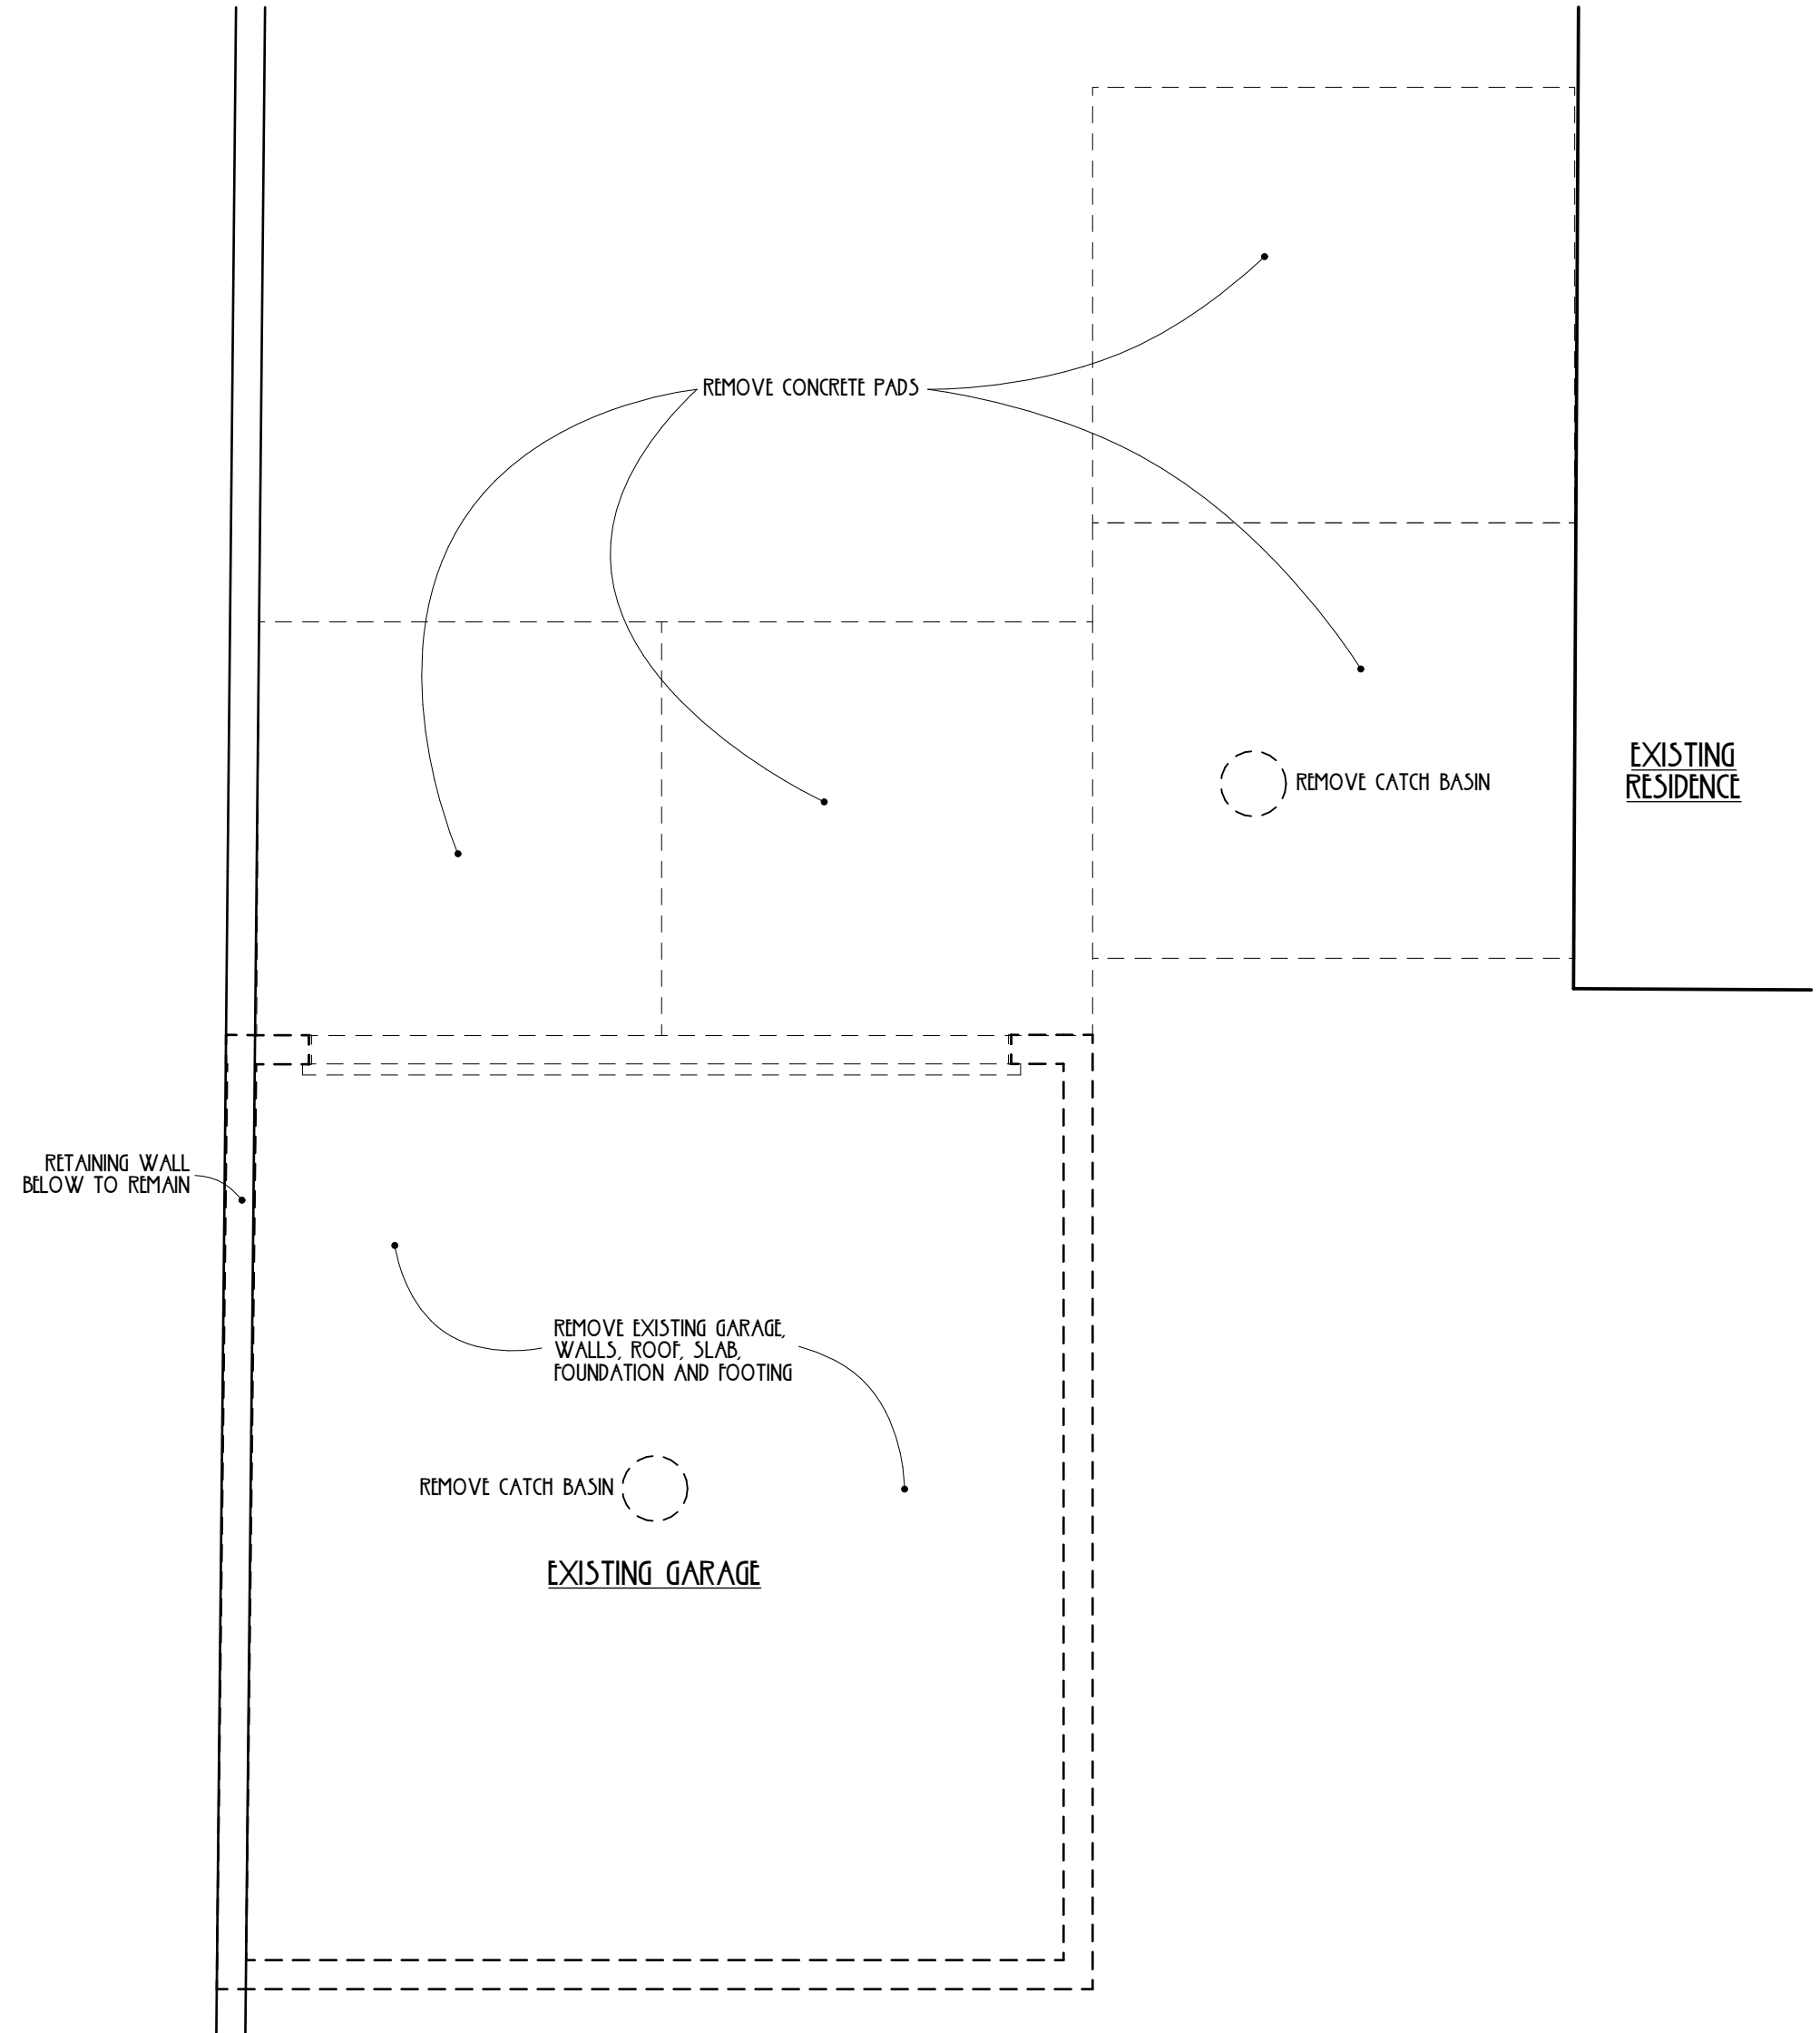 REMOVE CONCRETE PADS
EXISTING
RESIDENCE
REMOVE CATCH BASIN
RETAINING WALL
BELOW TO REMAIN
REMOVE EXISTING GARAGE,
WALLS, ROOF, SLAB,
FOUNDATION AND FOOTING
REMOVE CATCH BASIN
EXISTING GARAGE